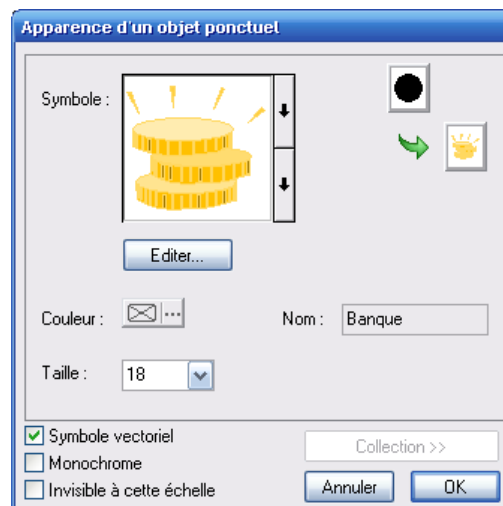 Apparence d'un objet ponctuel
Symbole :
Editer...
Couleur :
...
Nom :
Banque
Taille :
18
Symbole vectoriel
Monochrome
Invisible à cette échelle
Collection >>
Annuler
OK